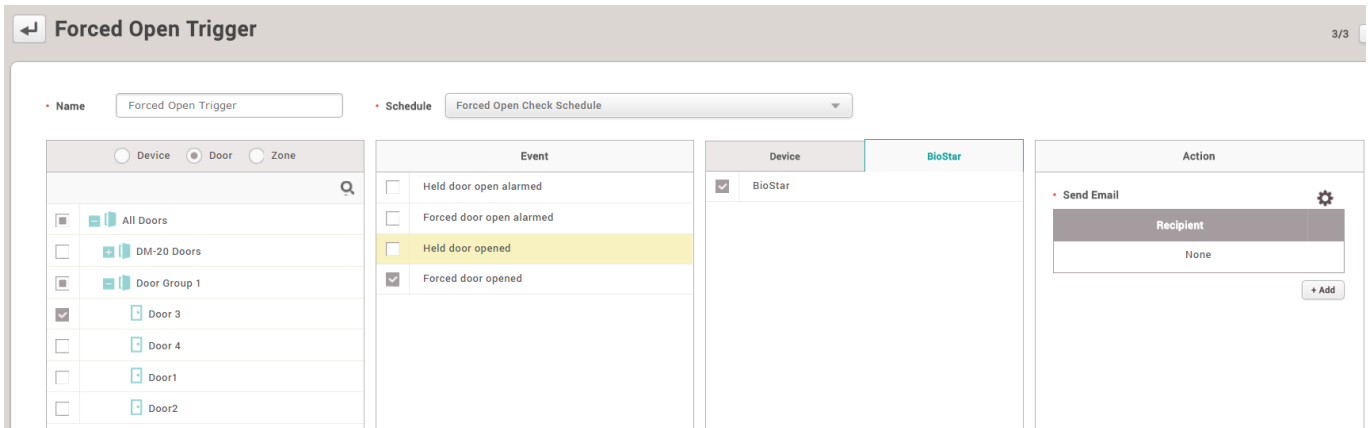 Forced Open Trigger
3/3
Name
Forced Open Trigger
Schedule
Forced Open Check Schedule
Device
Door
Zone
All Doors
DM-20 Doors
Door Group 1
Door 3
Door 4
Door1
Door2
Event
Held door open alarmed
Forced door open alarmed
Held door opened
Forced door opened
Device
BioStar
BioStar
Action
Send Email
Recipient
None
+ Add